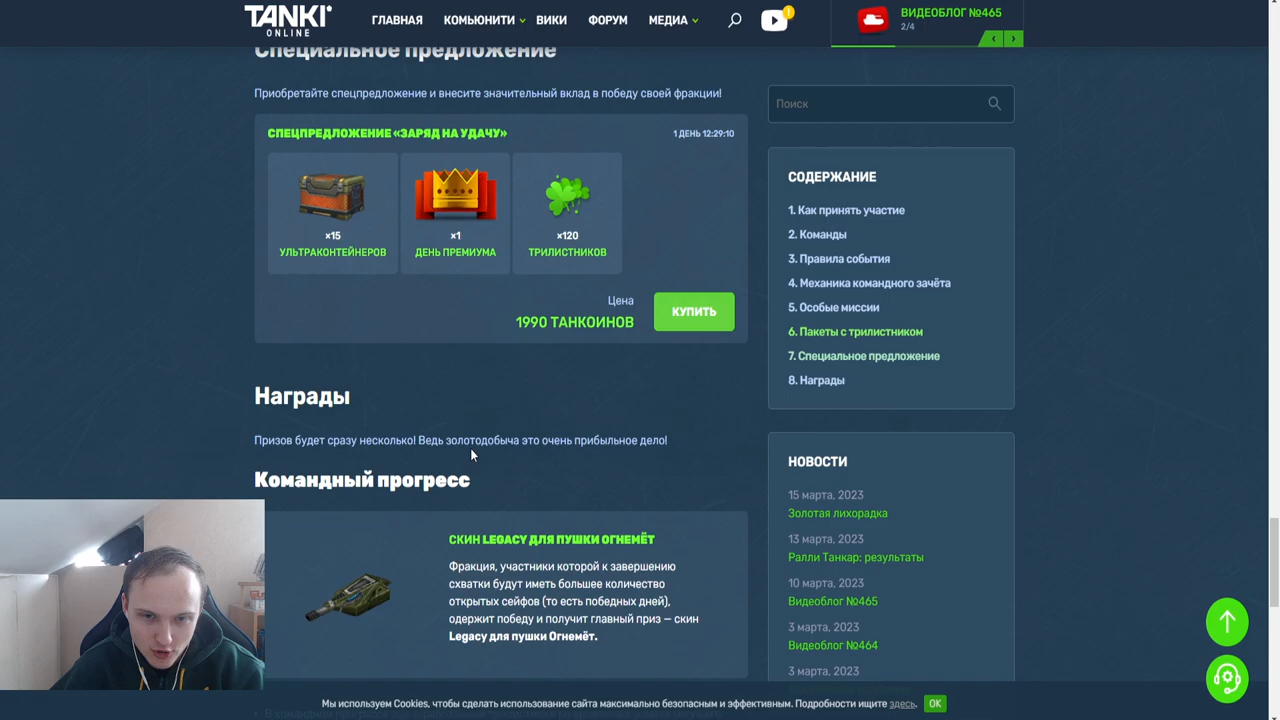 TANKI
ONLINE
ГЛАВНАЯ
КОМЬЮНИТИ
ВИКИ
ФОРУМ
МЕДИА
1
ВИДЕОБЛОГ №465
2/4
Специальное предложение
Приобретайте спецпредложение и внесите значительный вклад в победу своей фракции!
СПЕЦПРЕДЛОЖЕНИЕ «ЗАРЯД НА УДАЧУ»
1 ДЕНЬ 12:29:10
×15
УЛЬТРАКОНТЕЙНЕРОВ
×1
ДЕНЬ ПРЕМИУМА
×120
ТРИЛИСТНИКОВ
Цена
1990 ТАНКОИНОВ
КУПИТЬ
Награды
Призов будет сразу несколько! Ведь золотодобыча это очень прибыльное дело!
Командный прогресс
СКИН LEGACY ДЛЯ ПУШКИ ОГНЕМЁТ
Фракция, участники которой к завершению
схватки будут иметь большее количество
открытых сейфов (то есть победных дней),
одержит победу и получит главный приз — скин
Legacy для пушки Огнемёт.
Поиск
СОДЕРЖАНИЕ
1. Как принять участие
2. Команды
3. Правила события
4. Механика командного зачёта
5. Особые миссии
6. Пакеты с трилистником
7. Специальное предложение
8. Награды
НОВОСТИ
15 марта, 2023
Золотая лихорадка
13 марта, 2023
Ралли Танкар: результаты
10 марта, 2023
Видеоблог №465
3 марта, 2023
Видеоблог №464
3 марта, 2023
Мы используем Cookies, чтобы сделать использование сайта максимально безопасным и эффективным. Подробности ищите здесь.
OK